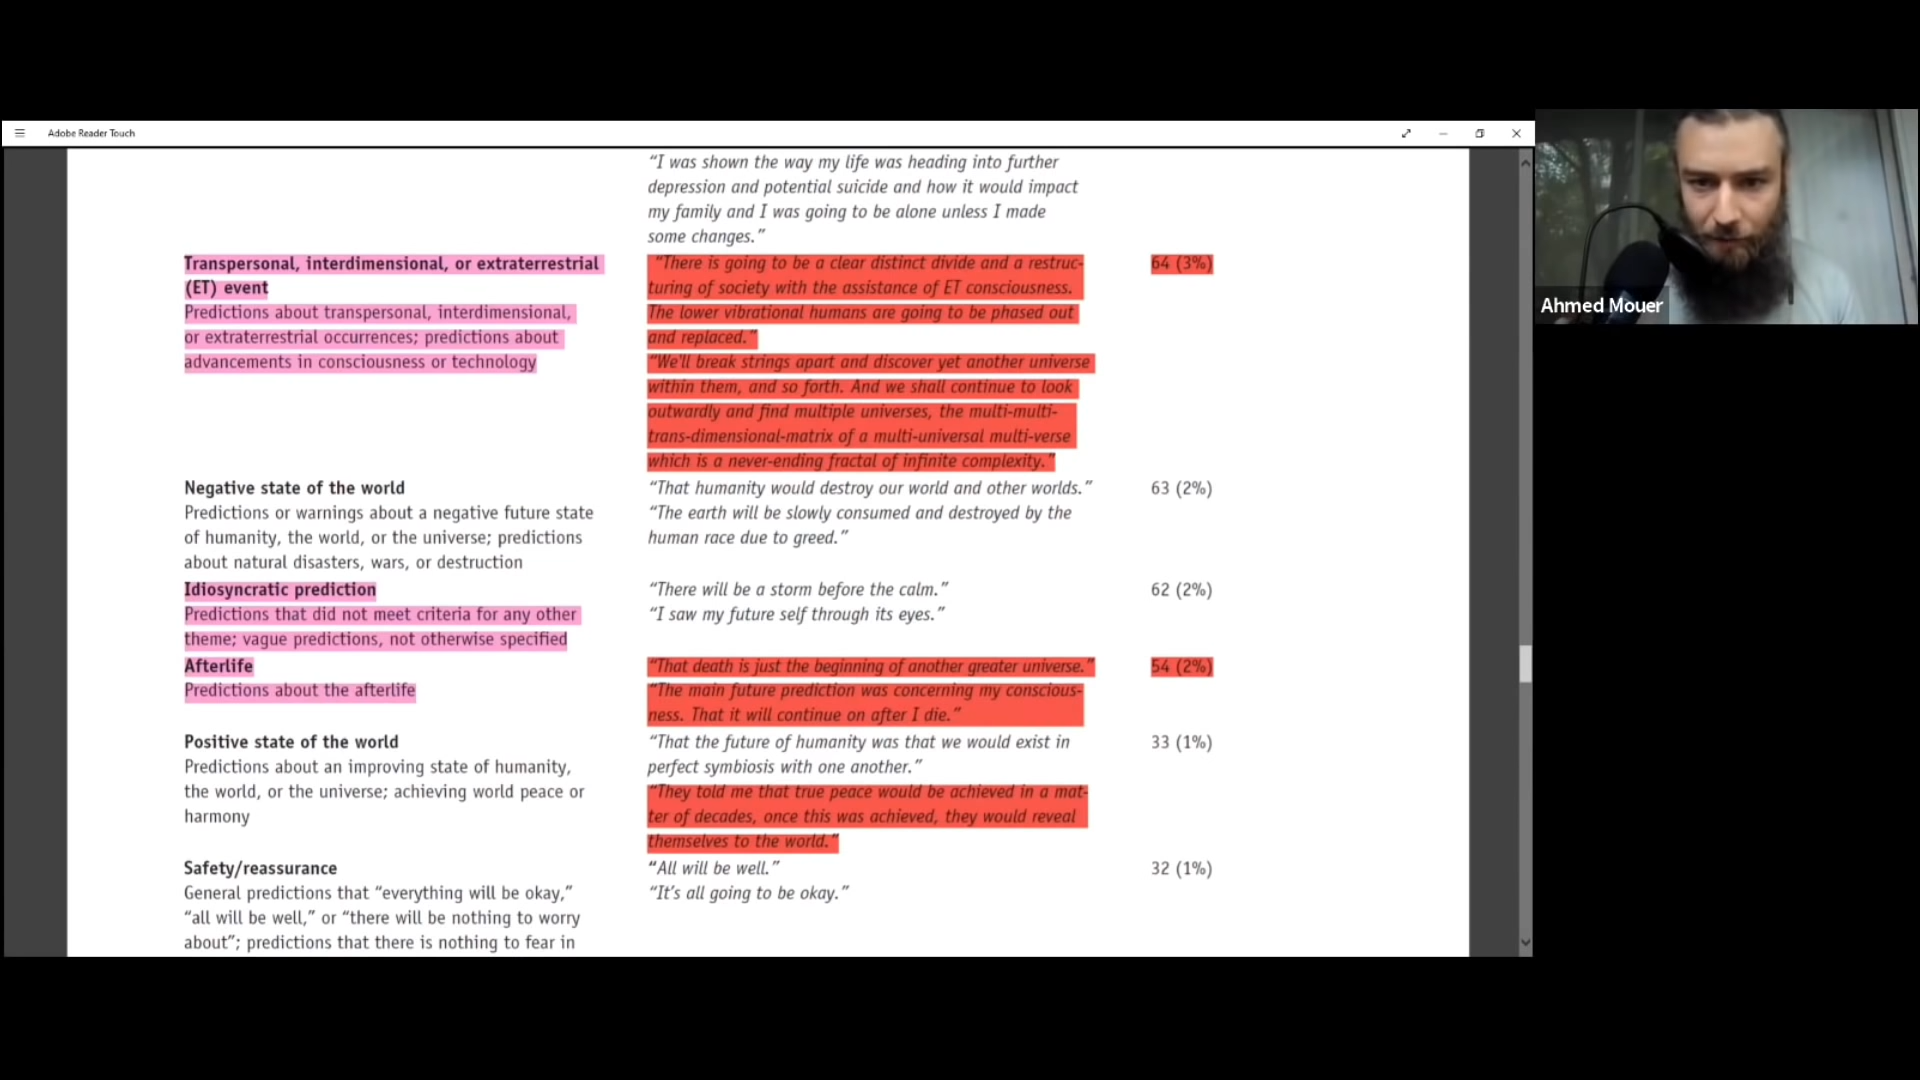 Adobe Reader Touch
“I was shown the way my life was heading into further
depression and potential suicide and how it would impact
my family and I was going to be alone unless I made
some changes.”
Transpersonal, interdimensional, or extraterrestrial
(ET) event
Predictions about transpersonal, interdimensional,
or extraterrestrial occurrences; predictions about
advancements in consciousness or technology
“There is going to be a clear distinct divide and a restruc-
turing of society with the assistance of ET consciousness.
The lower vibrational humans are going to be phased out
and replaced.”
“We’ll break strings apart and discover yet another universe
within them, and so forth. And we shall continue to look
outwardly and find multiple universes, the multi-multi-
trans-dimensional-matrix of a multi-universal multi-verse
which is a never-ending fractal of infinite complexity.”
64 (3%)
Negative state of the world
Predictions or warnings about a negative future state
of humanity, the world, or the universe; predictions
about natural disasters, wars, or destruction
“That humanity would destroy our world and other worlds.”
“The earth will be slowly consumed and destroyed by the
human race due to greed.”
63 (2%)
Idiosyncratic prediction
Predictions that did not meet criteria for any other
theme; vague predictions, not otherwise specified
“There will be a storm before the calm.”
“I saw my future self through its eyes.”
62 (2%)
Afterlife
Predictions about the afterlife
“That death is just the beginning of another greater universe.”
“The main future prediction was concerning my conscious-
ness. That it will continue on after I die.”
54 (2%)
Positive state of the world
Predictions about an improving state of humanity,
the world, or the universe; achieving world peace or
harmony
“That the future of humanity was that we would exist in
perfect symbiosis with one another.”
“They told me that true peace would be achieved in a mat-
ter of decades, once this was achieved, they would reveal
themselves to the world.”
33 (1%)
Safety/reassurance
General predictions that “everything will be okay,”
“all will be well,” or “there will be nothing to worry
about”; predictions that there is nothing to fear in
“All will be well.”
“It’s all going to be okay.”
32 (1%)
Ahmed Mouer